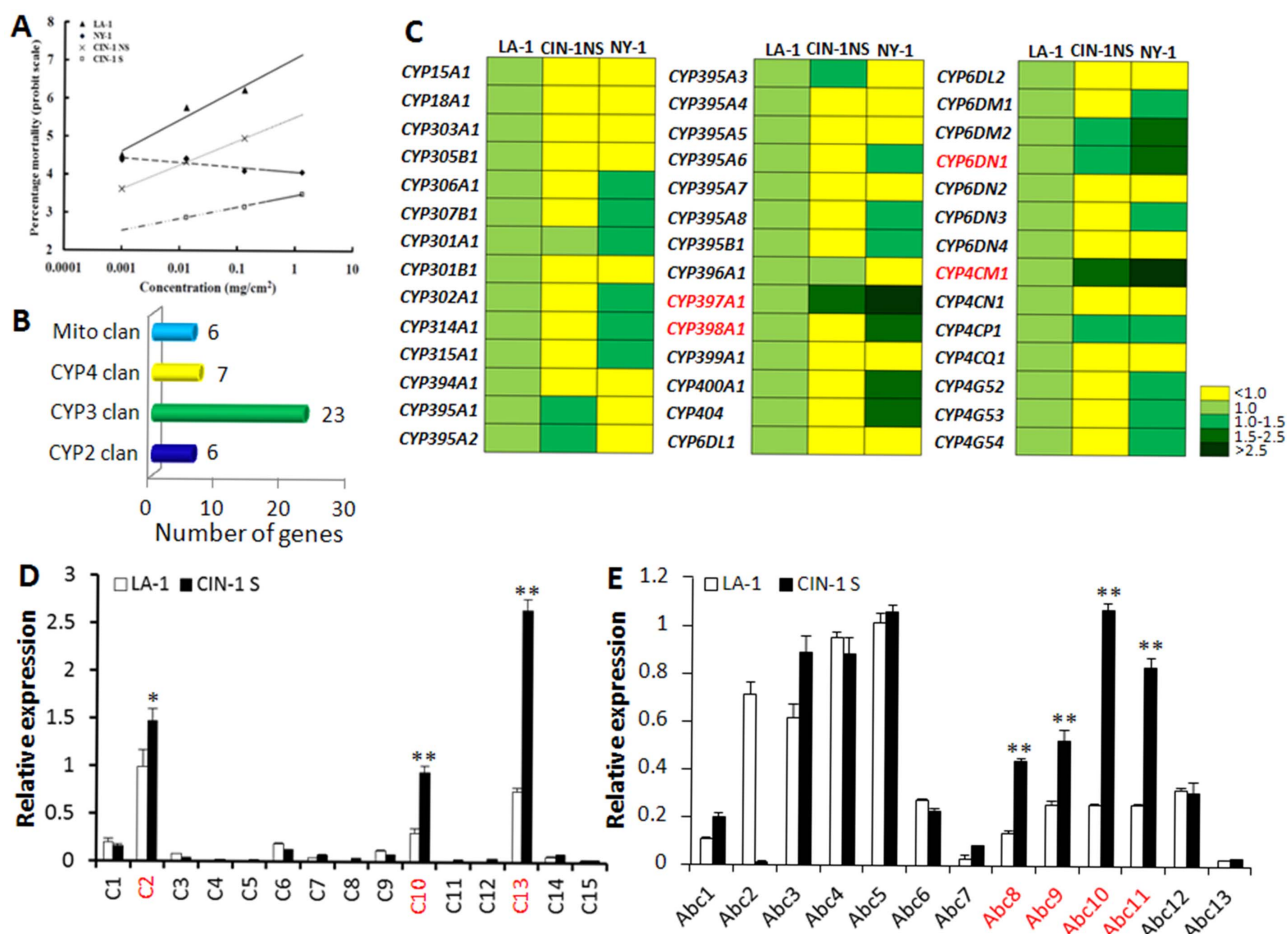 A
8
7
6
5
4
3
2
Percentage mortality (probit scale)
LA-1
NY-1
CIN-1 NS
CIN-1 S
0.0001 0.001 0.01 0.1 1 10
Concentration (mg/cm2)
B
Mito clan 6
CYP4 clan 7
CYP3 clan 23
CYP2 clan 6
0 10 20 30
Number of genes
C
LA-1 CIN-1NS NY-1
CYP15A1
CYP18A1
CYP303A1
CYP305B1
CYP306A1
CYP307B1
CYP301A1
CYP301B1
CYP302A1
CYP314A1
CYP315A1
CYP394A1
CYP395A1
CYP395A2
LA-1 CIN-1NS NY-1
CYP395A3
CYP395A4
CYP395A5
CYP395A6
CYP395A7
CYP395A8
CYP395B1
CYP396A1
CYP397A1
CYP398A1
CYP399A1
CYP400A1
CYP404
CYP6DL1
LA-1 CIN-1NS NY-1
CYP6DL2
CYP6DM1
CYP6DM2
CYP6DN1
CYP6DN2
CYP6DN3
CYP6DN4
CYP4CM1
CYP4CN1
CYP4CP1
CYP4CQ1
CYP4G52
CYP4G53
CYP4G54
<1.0
1.0
1.0-1.5
1.5-2.5
>2.5
D
LA-1 CIN-1 S
Relative expression
3
2.5
2
1.5
1
0.5
0
*
**
**
C1 C2 C3 C4 C5 C6 C7 C8 C9 C10 C11 C12 C13 C14 C15
E
LA-1 CIN-1 S
Relative expression
1.2
1
0.8
0.6
0.4
0.2
0
**
**
**
**
Abc1 Abc2 Abc3 Abc4 Abc5 Abc6 Abc7 Abc8 Abc9 Abc10 Abc11 Abc12 Abc13